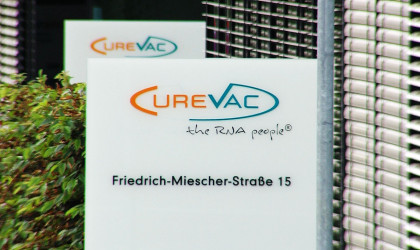 CUREVAC
CUREVAC
the RNA people®
Friedrich-Miescher-Straße 15